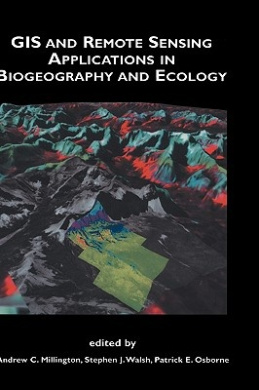 GIS AND REMOTE SENSING
APPLICATIONS IN
BIOGEOGRAPHY AND ECOLOGY
edited by
Andrew C. Millington, Stephen J. Walsh, Patrick E. Osborne